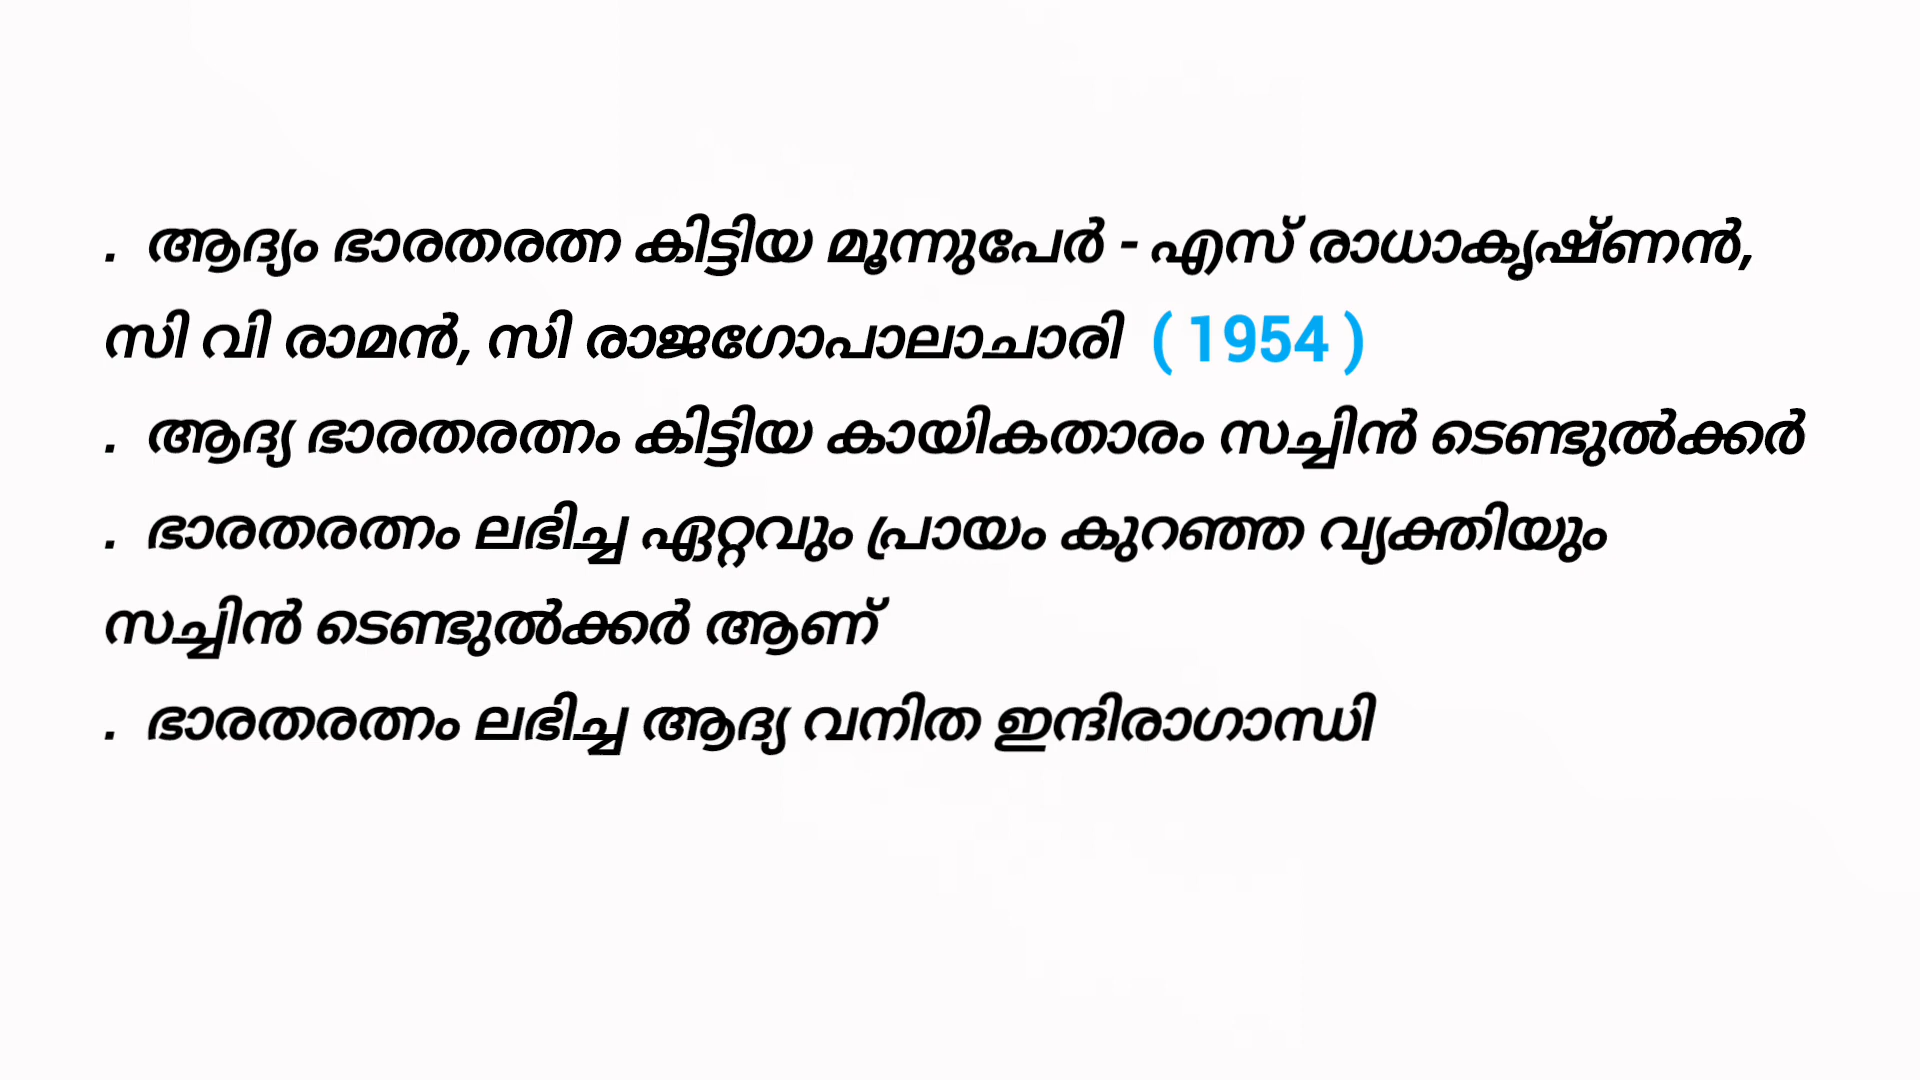 . ആദ്യം ഭാരതരത്ന കിട്ടിയ മൂന്നുപേർ - എസ് രാധാകൃഷ്ണൻ,
സി വി രാമൻ, സി രാജഗോപാലാചാരി ( 1954 )
. ആദ്യ ഭാരതരത്നം കിട്ടിയ കായികതാരം സച്ചിൻ ടെണ്ടുൽക്കർ
. ഭാരതരത്നം ലഭിച്ച ഏറ്റവും പ്രായം കുറഞ്ഞ വ്യക്തിയും
സച്ചിൻ ടെണ്ടുൽക്കർ ആണ്
. ഭാരതരത്നം ലഭിച്ച ആദ്യ വനിത ഇന്ദിരാഗാന്ധി